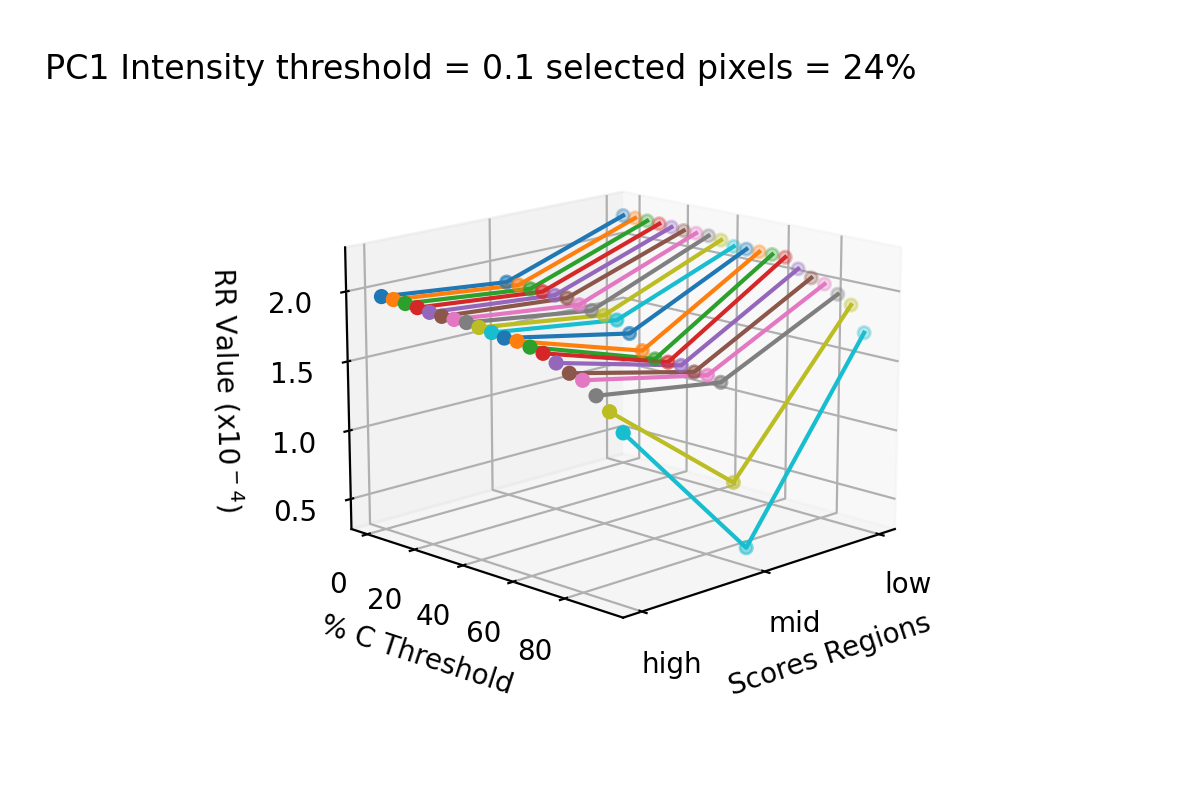 PC1 Intensity threshold = 0.1 selected pixels = 24%
RR Value (x10⁻⁴)
2.0
1.5
1.0
0.5
0
20
40
60
80
% C Threshold
high
mid
low
Scores Regions